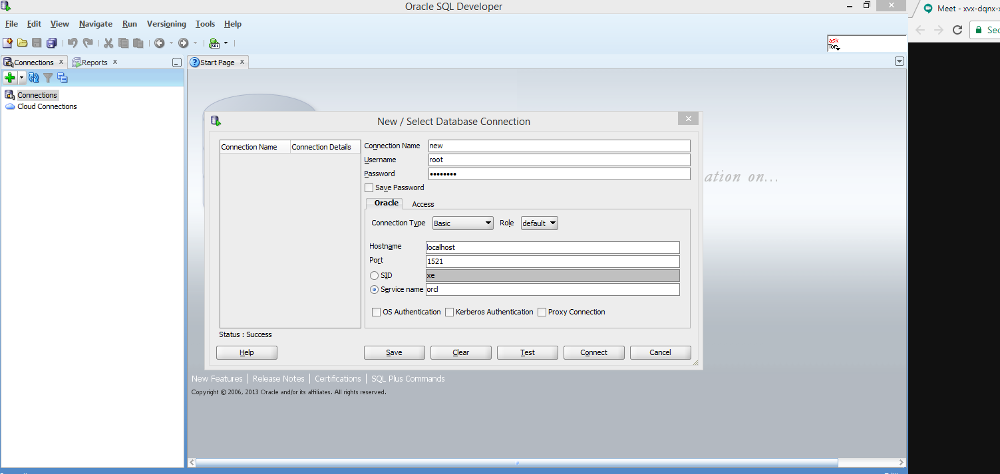 Oracle SQL Developer
Meet - xvx-dqnx-x
File Edit View Navigate Run Versioning Tools Help
Sec
SQL
ask
Tom
Connections x Reports x
? Start Page x
Connections
Cloud Connections
New / Select Database Connection
Connection Name Connection Details
Connection Name new
Username root
Password ••••••••
Save Password
ation on...
Oracle Access
Connection Type Basic Role default
Hostname localhost
Port 1521
SID xe
Service name orcl
OS Authentication Kerberos Authentication Proxy Connection
Status : Success
Help Save Clear Test Connect Cancel
New Features | Release Notes | Certifications | SQL Plus Commands
Copyright © 2006, 2013 Oracle and/or its affiliates. All rights reserved.